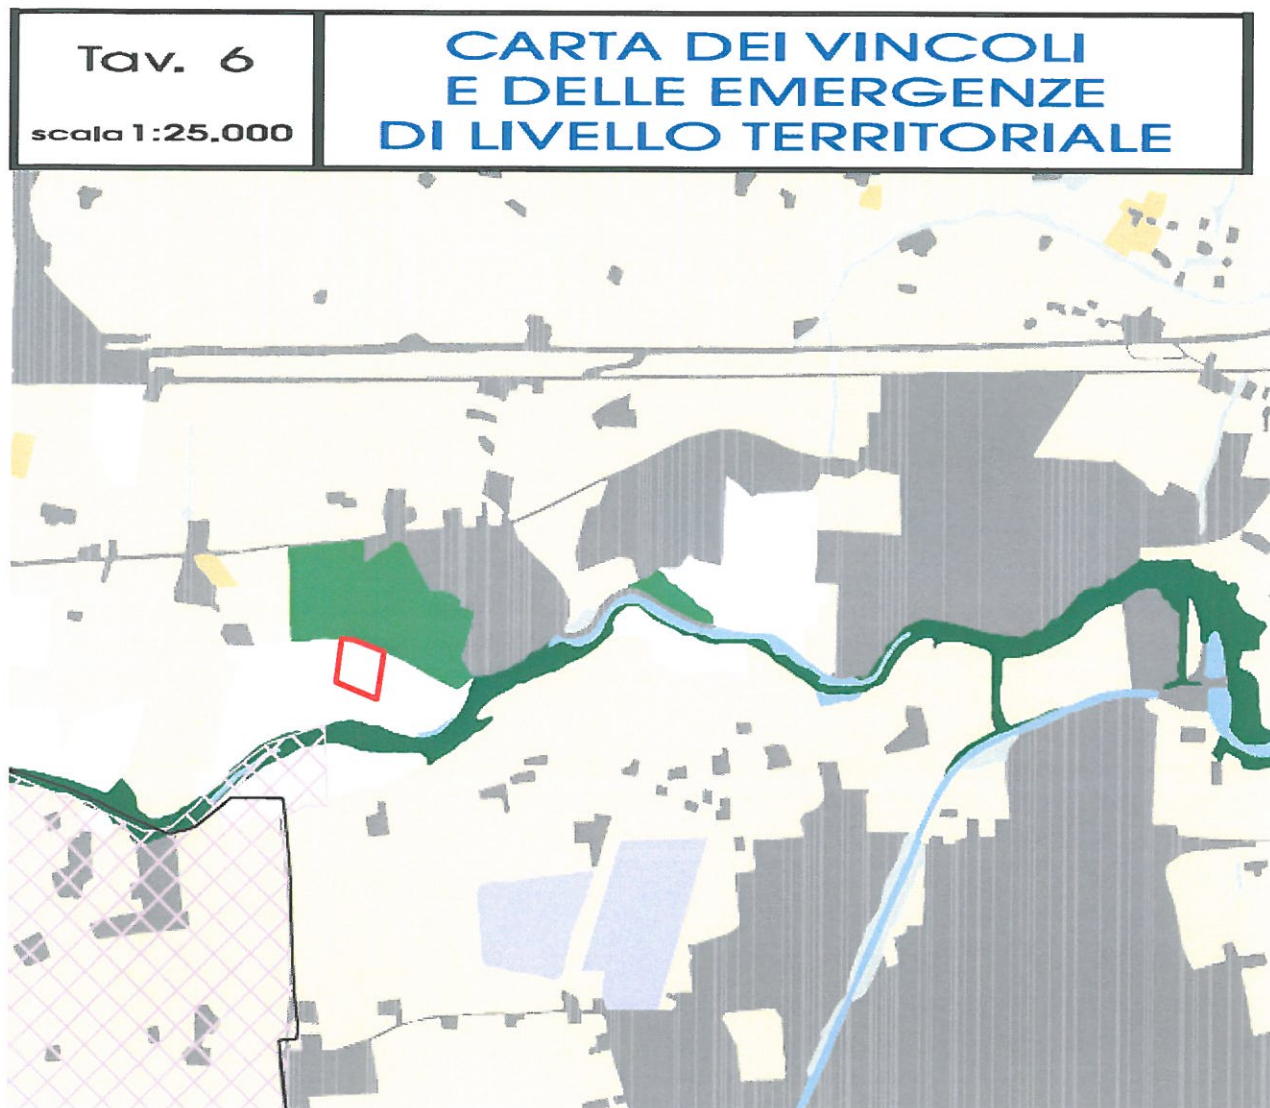 Tav. 6
scala 1:25.000
CARTA DEI VINCOLI
E DELLE EMERGENZE
DI LIVELLO TERRITORIALE